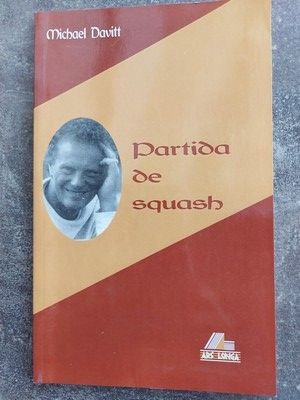 Michael Davitt
Partida
de
squash
ARS LONGA